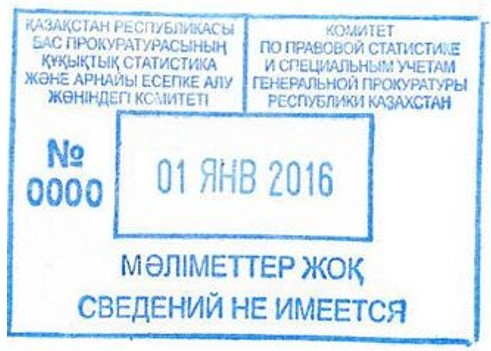 ҚАЗАҚСТАН РЕСПУБЛИКАСЫ
БАС ПРОКУРАТУРАСЫНЫҢ
ҚҰҚЫҚТЫҚ СТАТИСТИКА
ЖӘНЕ АРНАЙЫ ЕСЕПКЕ АЛУ
ЖӨНІНДЕГІ КОМИТЕТІ
КОМИТЕТ
ПО ПРАВОВОЙ СТАТИСТИКЕ
И СПЕЦИАЛЬНЫМ УЧЕТАМ
ГЕНЕРАЛЬНОЙ ПРОКУРАТУРЫ
РЕСПУБЛИКИ КАЗАХСТАН
№
0000
01 ЯНВ 2016
МӘЛІМЕТТЕР ЖОҚ
СВЕДЕНИЙ НЕ ИМЕЕТСЯ